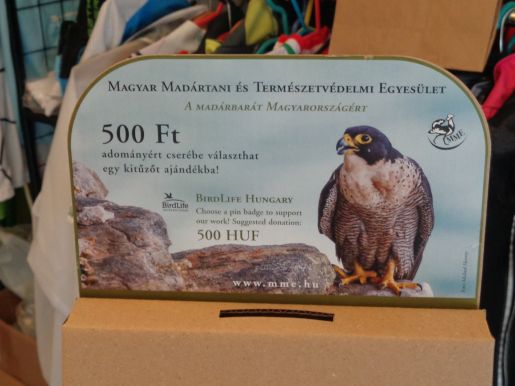 Magyar Madártani és Természetvédelmi Egyesület
A madárbarát Magyarországért
MME
500 Ft
adományért cserébe választhat
egy kitűzőt ajándékba!
BirdLife
BirdLife Hungary
Choose a pin badge to support
our work! Suggested donation:
500 HUF
www.mme.hu